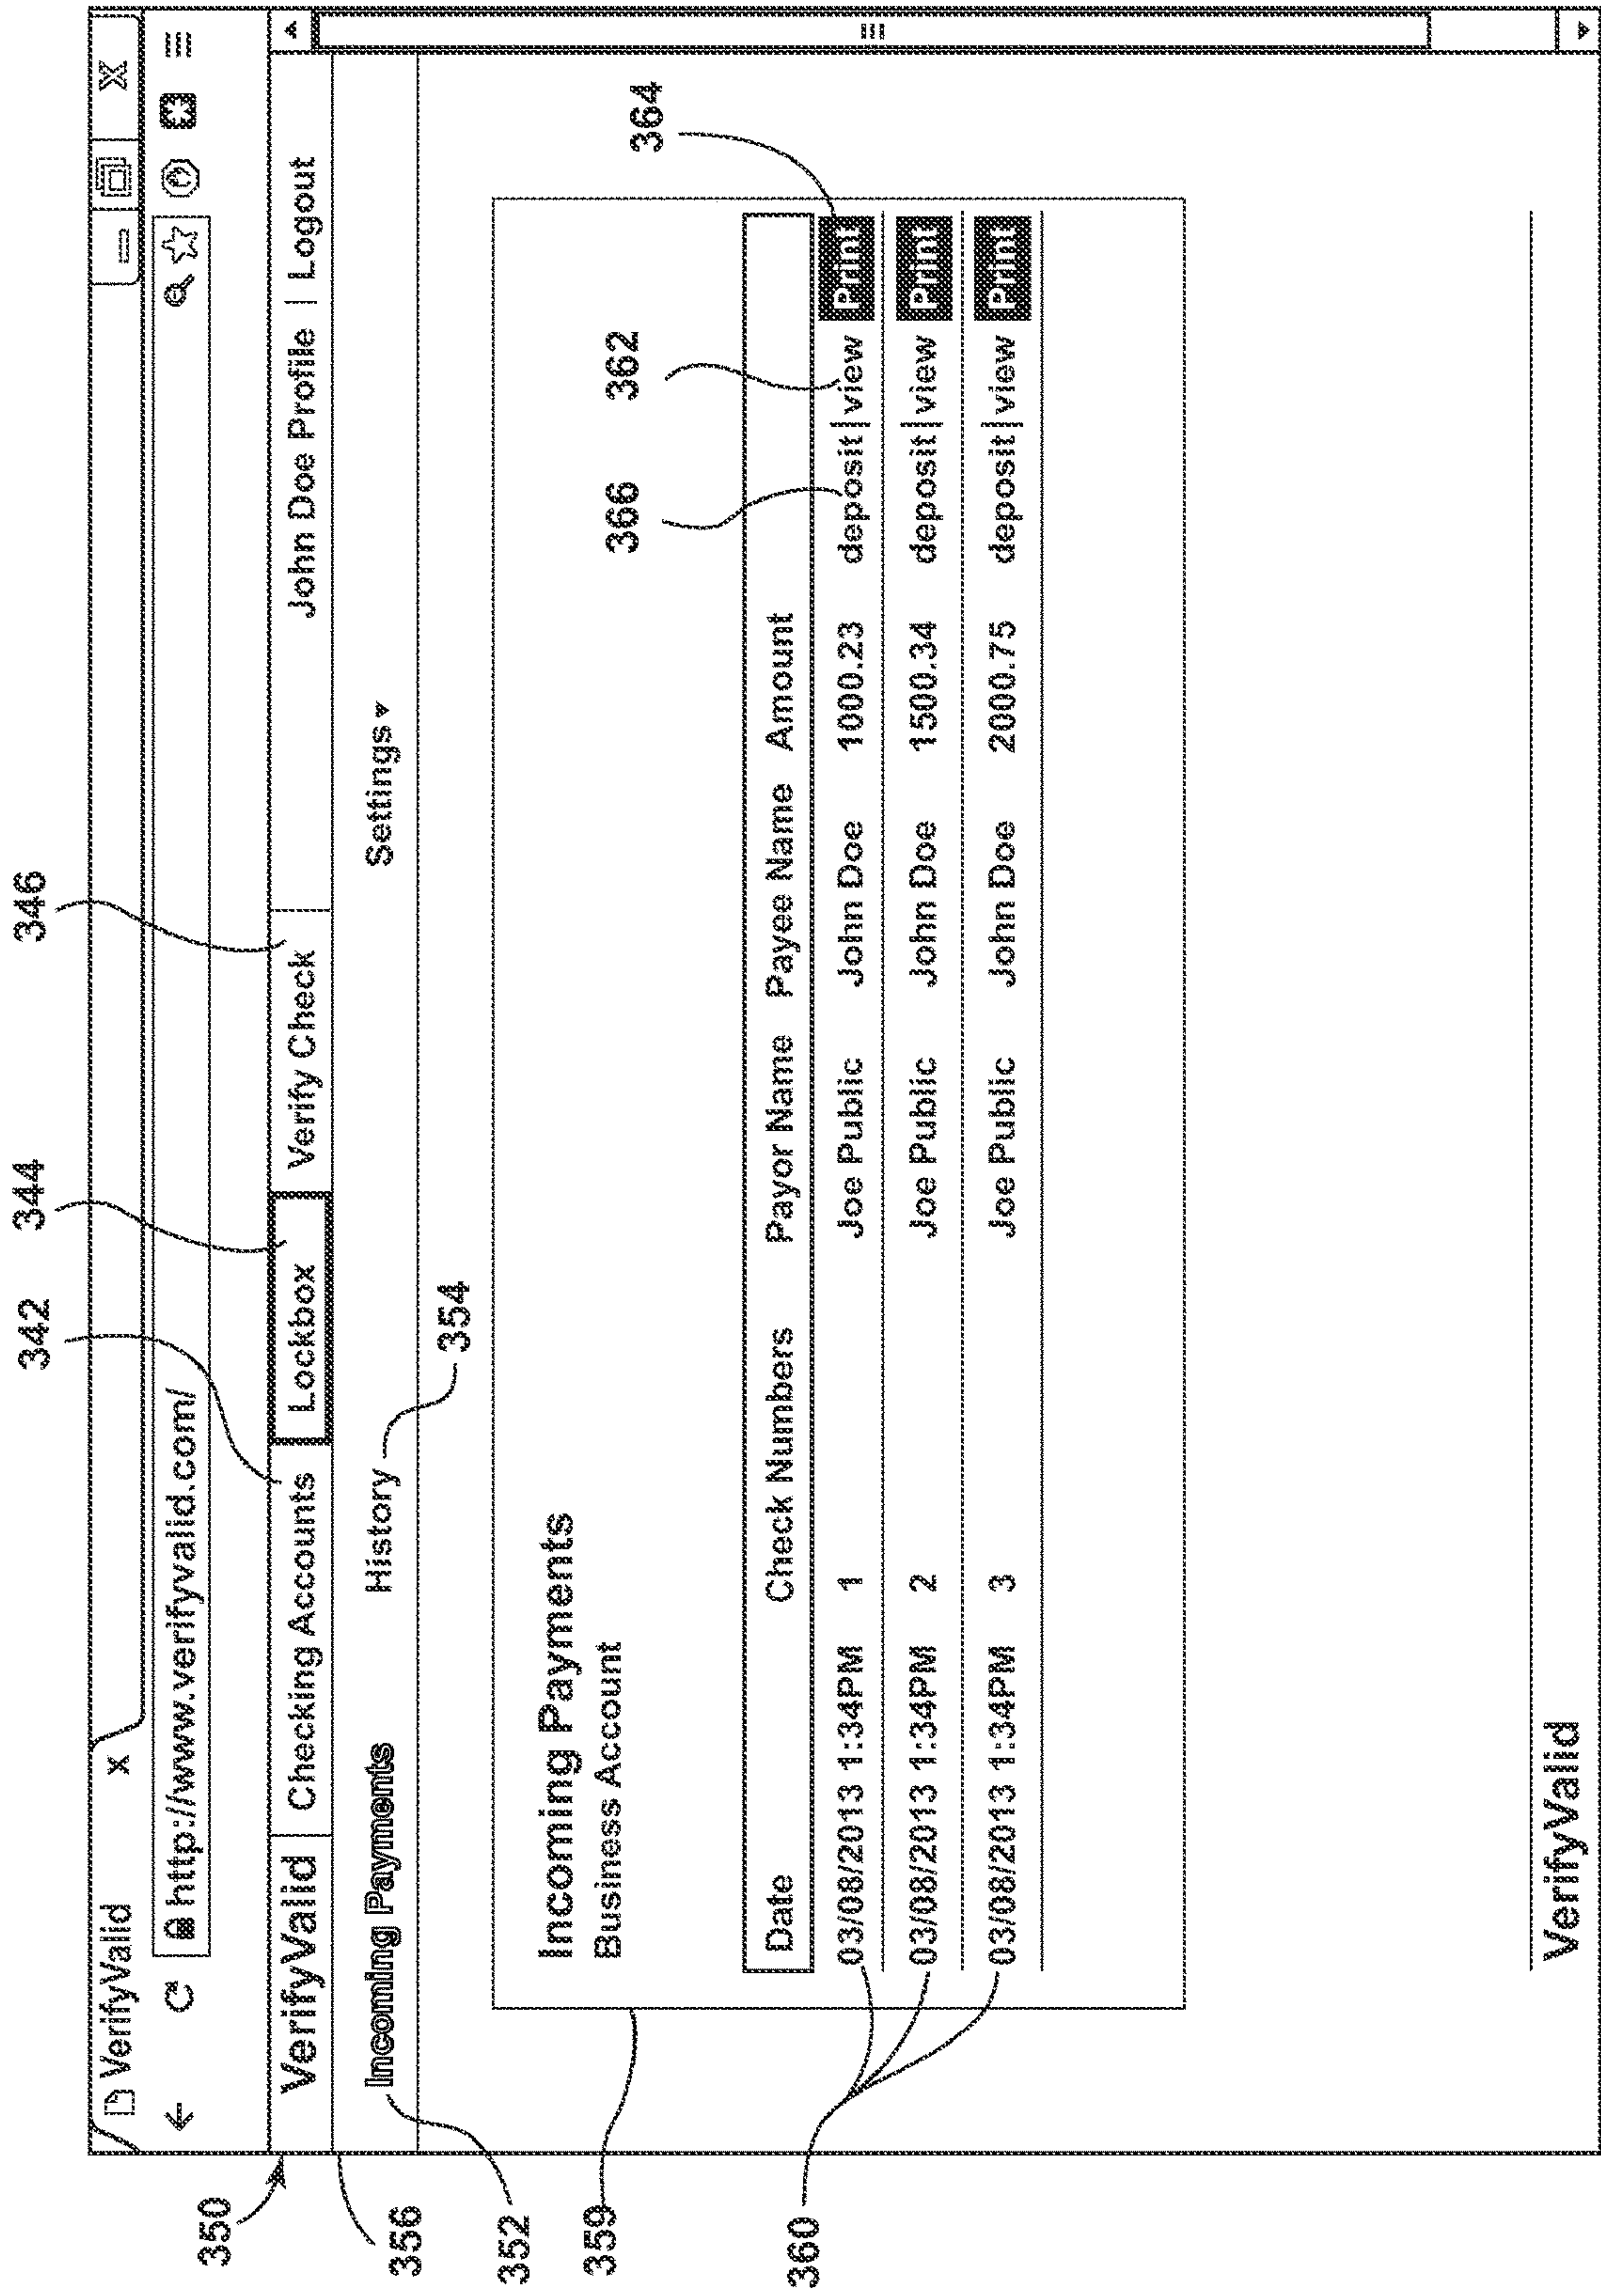 342 344 346
VerifyValid x
http://www.verifyvalid.com/
350
VerifyValid Checking Accounts Lockbox Verify Check John Doe Profile | Logout
356
Incoming Payments History Settings
352 354
Incoming Payments
Business Account
359
366 362 364
Date Check Numbers Payor Name Payee Name Amount
03/08/2013 1:34PM 1 Joe Public John Doe 1000.23 deposit|view Print
03/08/2013 1:34PM 2 Joe Public John Doe 1500.34 deposit|view Print
03/08/2013 1:34PM 3 Joe Public John Doe 2000.75 deposit|view Print
360
VerifyValid